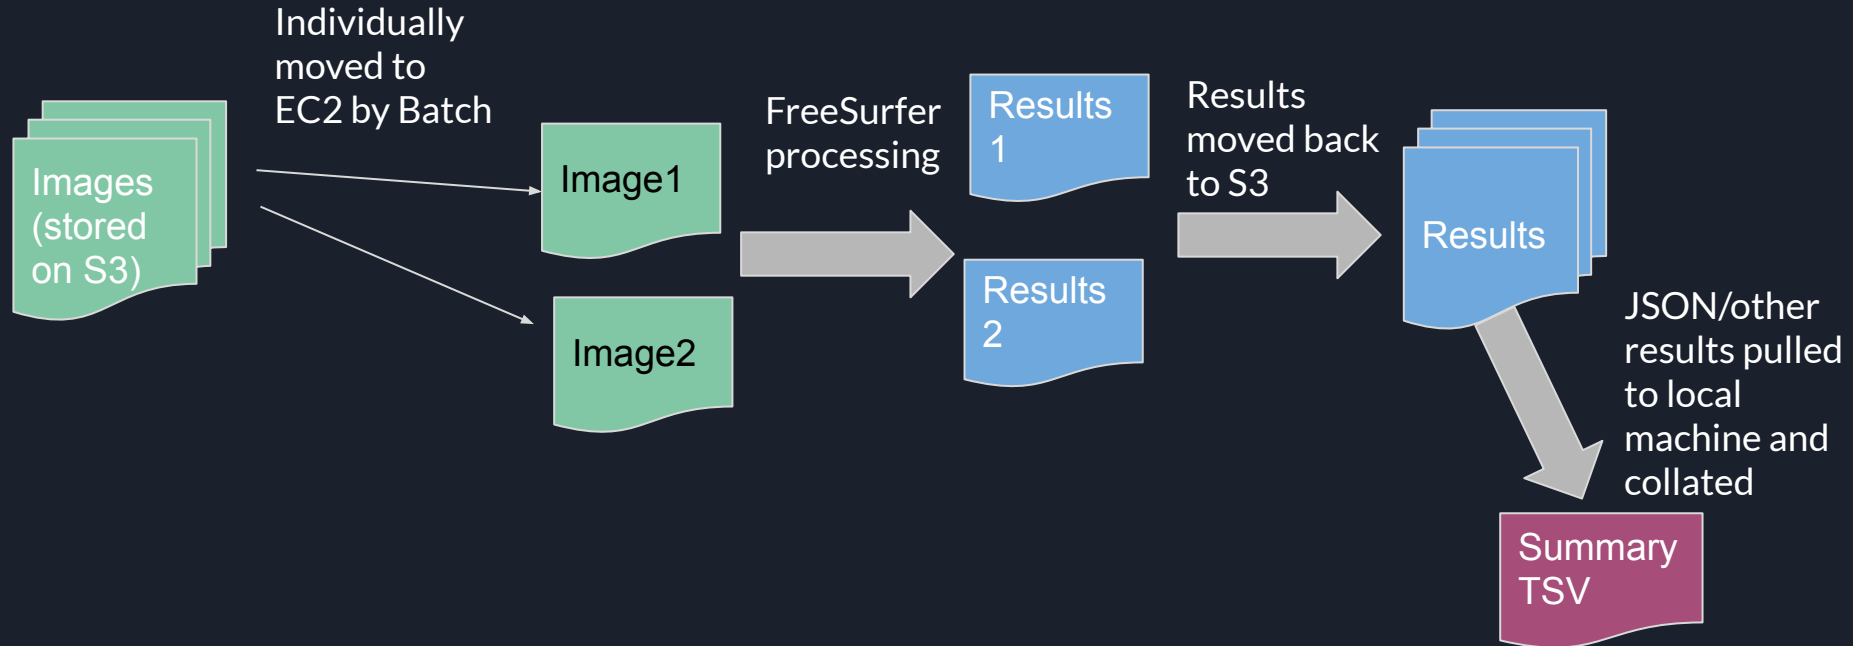 Individually
moved to
EC2 by Batch
Images
(stored
on S3)
Image1
Image2
FreeSurfer
processing
Results
1
Results
2
Results
moved back
to S3
Results
JSON/other
results pulled
to local
machine and
collated
Summary
TSV